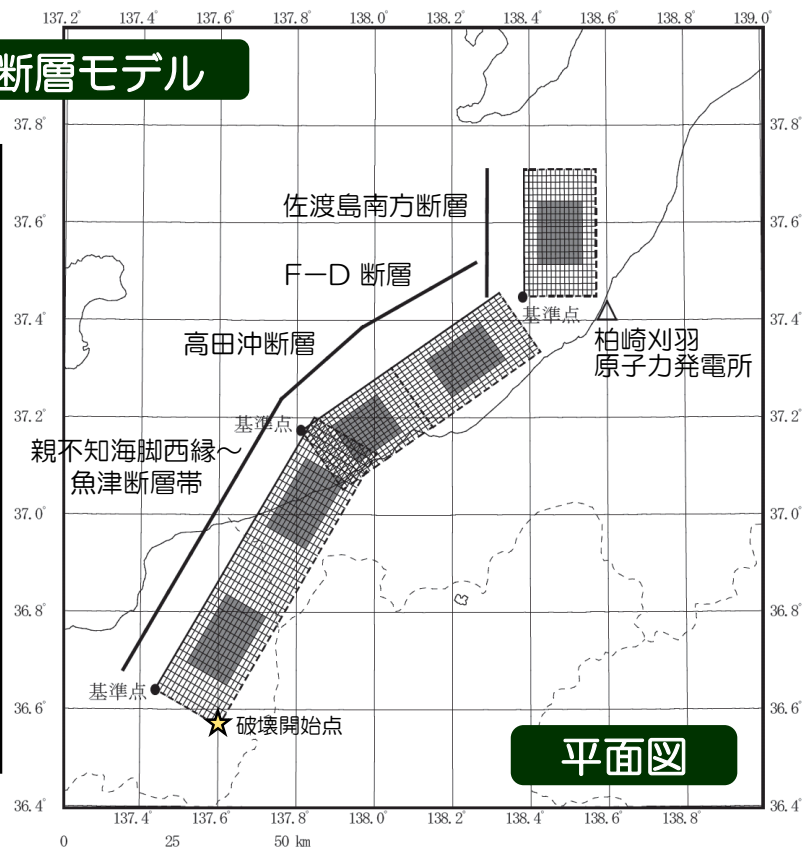 137.2° 137.4° 137.6° 137.8° 138.0° 138.2° 138.4° 138.6° 138.8° 139.0°
断層モデル
37.8° 37.8°
佐渡島南方断層
37.6° 37.6°
F－D 断層
基準点
37.4° 37.4°
高田沖断層
柏崎刈羽
原子力発電所
37.2° 37.2°
基準点
親不知海脚西縁～
魚津断層帯
37.0° 37.0°
36.8° 36.8°
基準点
36.6° 36.6°
破壊開始点
平面図
36.4° 36.4°
137.4° 137.6° 137.8° 138.0° 138.2° 138.4° 138.6° 138.8°
0 25 50 km